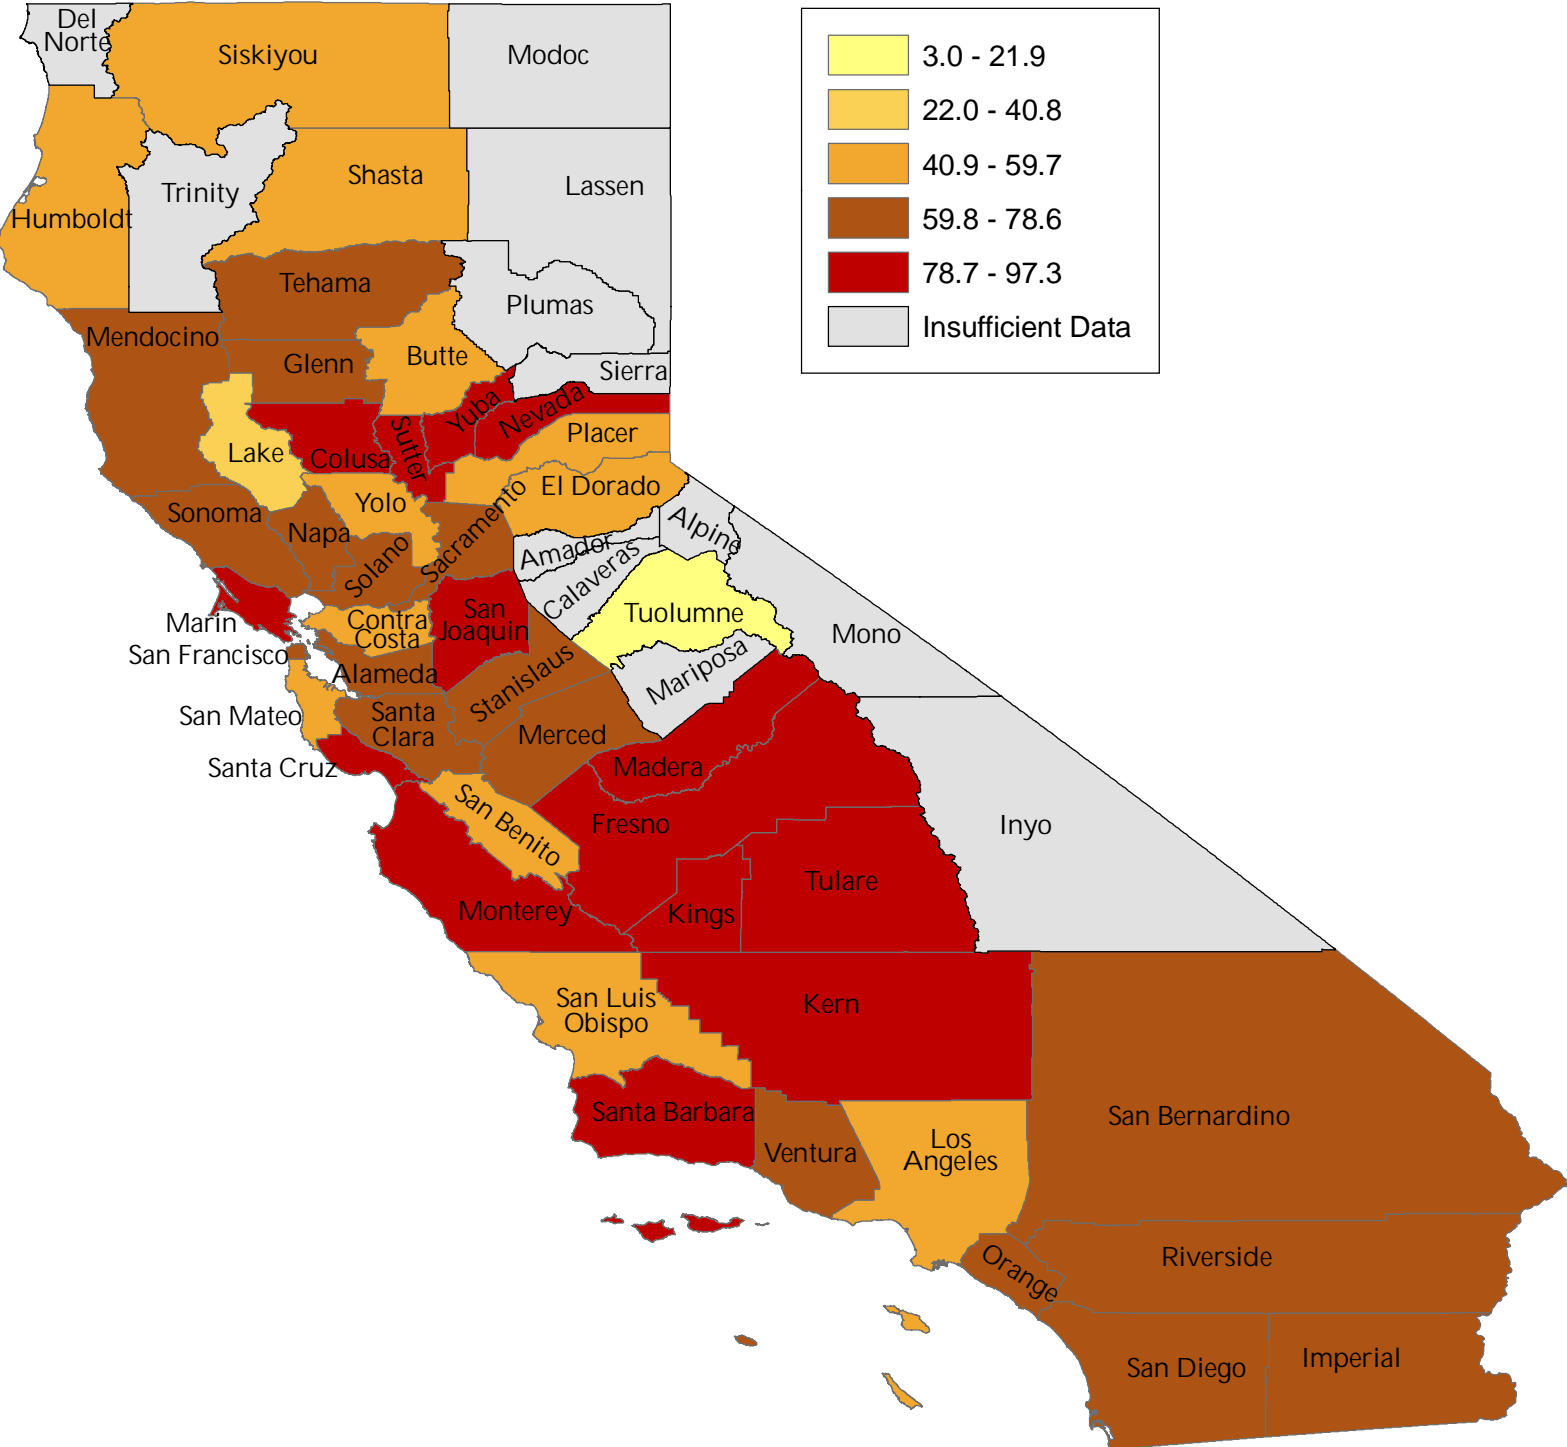 Del
Norte
Siskiyou
Modoc
3.0 - 21.9
22.0 - 40.8
40.9 - 59.7
59.8 - 78.6
78.7 - 97.3
Insufficient Data
Trinity
Shasta
Lassen
Humboldt
Tehama
Plumas
Mendocino
Glenn
Butte
Sierra
Yuba
Nevada
Lake
Colusa
Sutter
Placer
Yolo
El Dorado
Sonoma
Napa
Solano
Sacramento
Amador
Alpine
Calaveras
Tuolumne
Mono
Marin
Contra
Costa
San
Joaquin
San Francisco
Alameda
Stanislaus
Mariposa
San Mateo
Santa
Clara
Merced
Santa Cruz
Madera
San Benito
Fresno
Inyo
Monterey
Kings
Tulare
San Luis
Obispo
Kern
Santa Barbara
Ventura
Los
Angeles
San Bernardino
Orange
Riverside
San Diego
Imperial